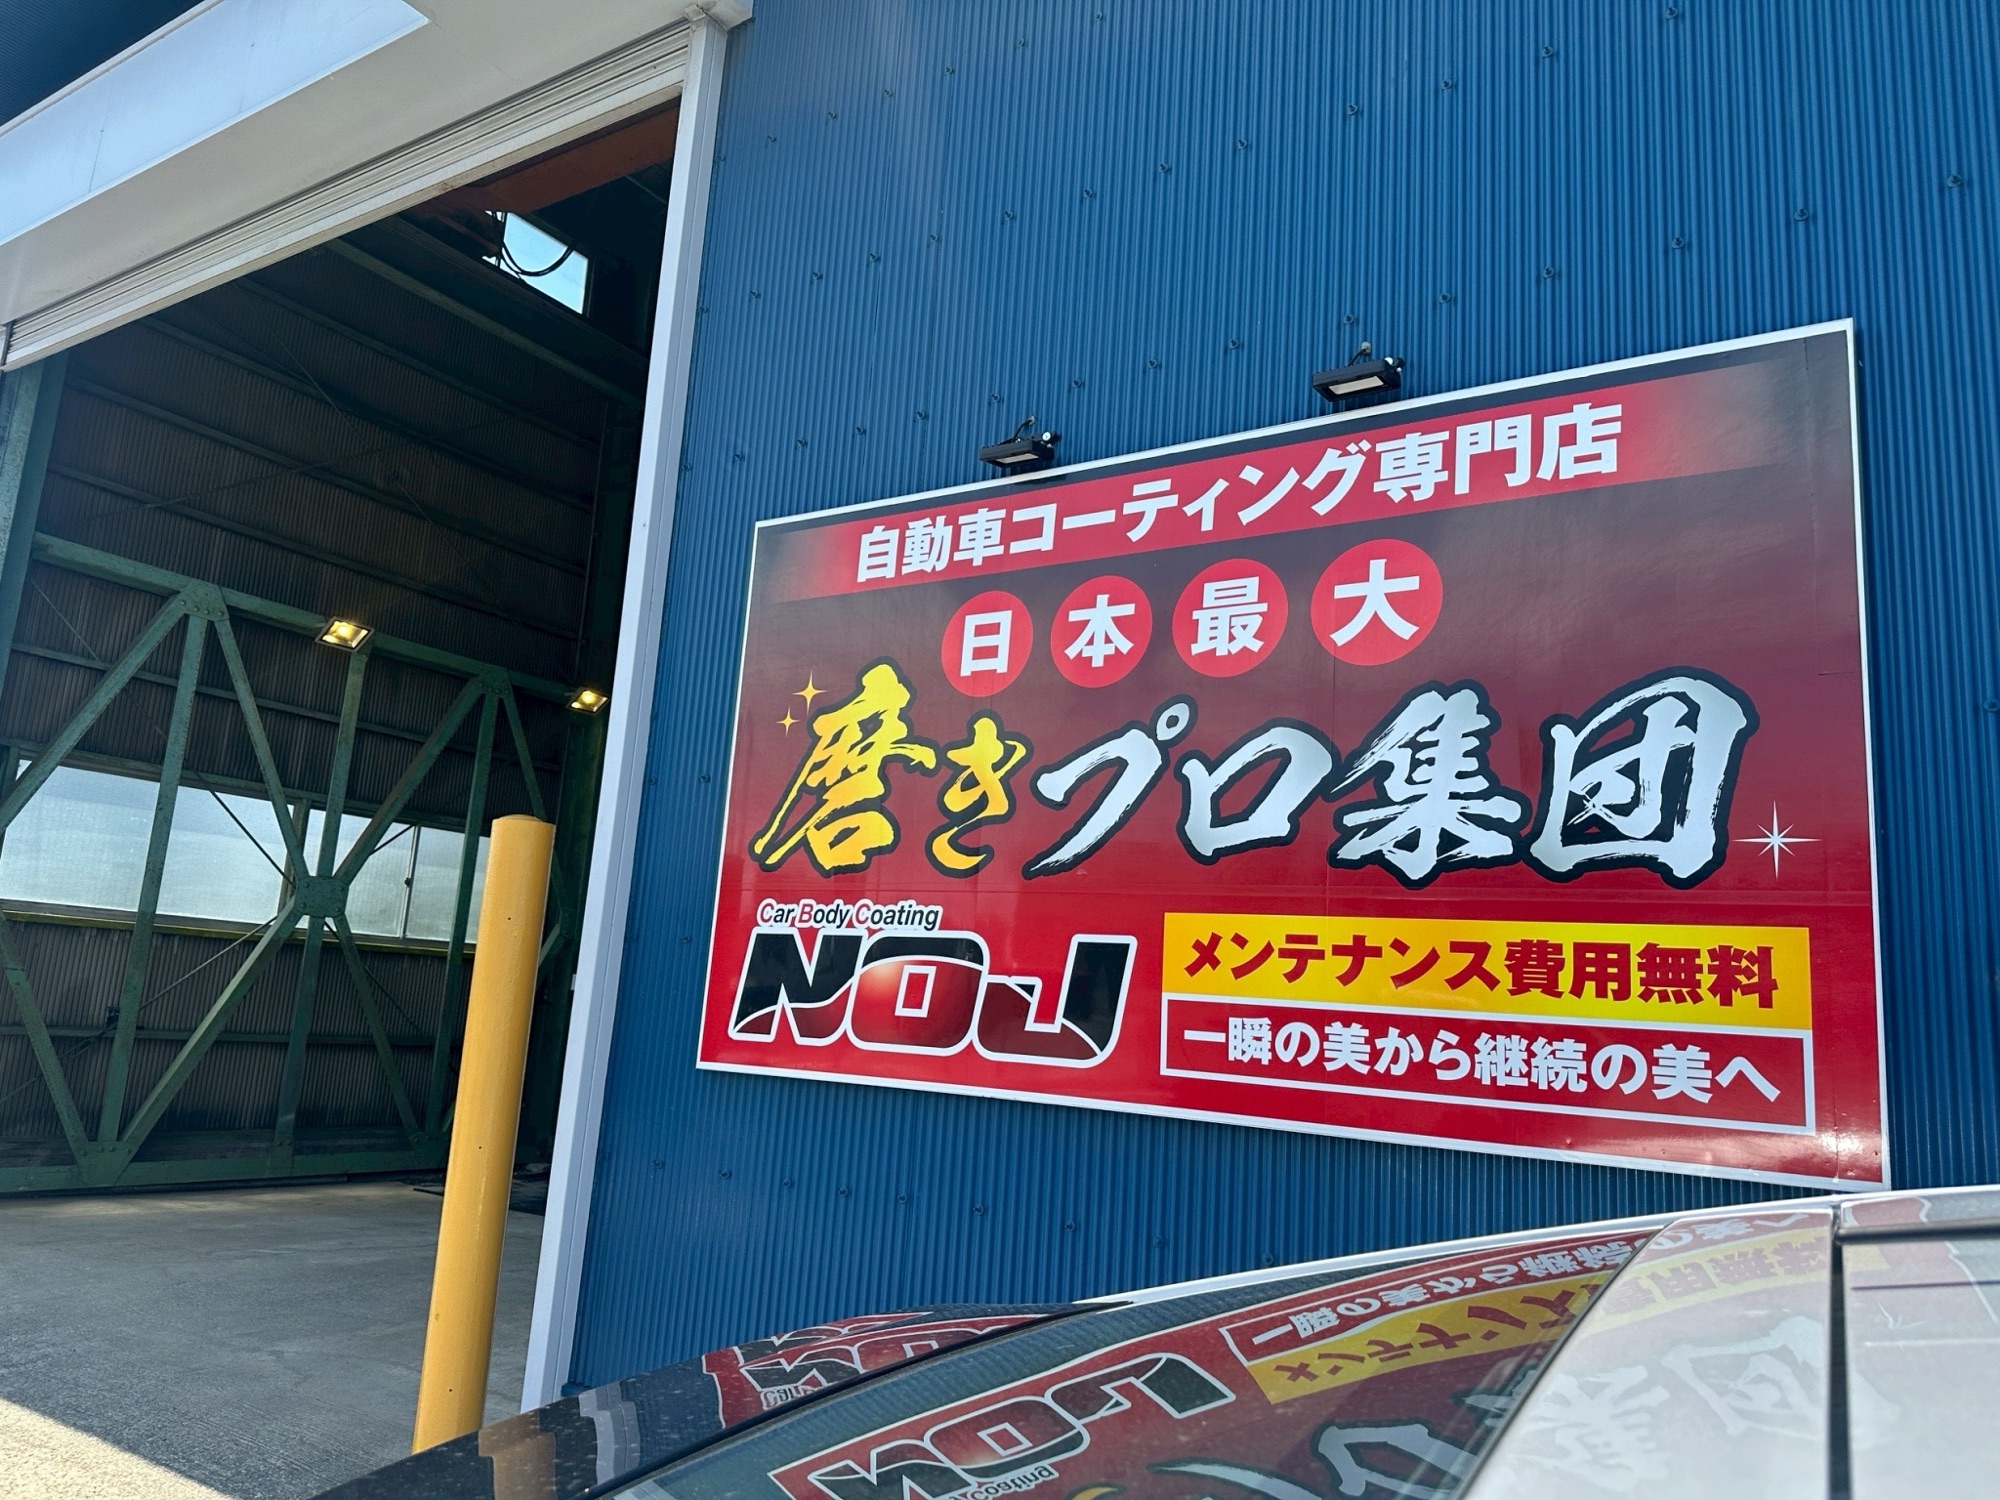 自動車コーティング専門店
日本最大
磨きプロ集団
Car Body Coating
NOJ
メンテナンス費用無料
一瞬の美から継続の美へ